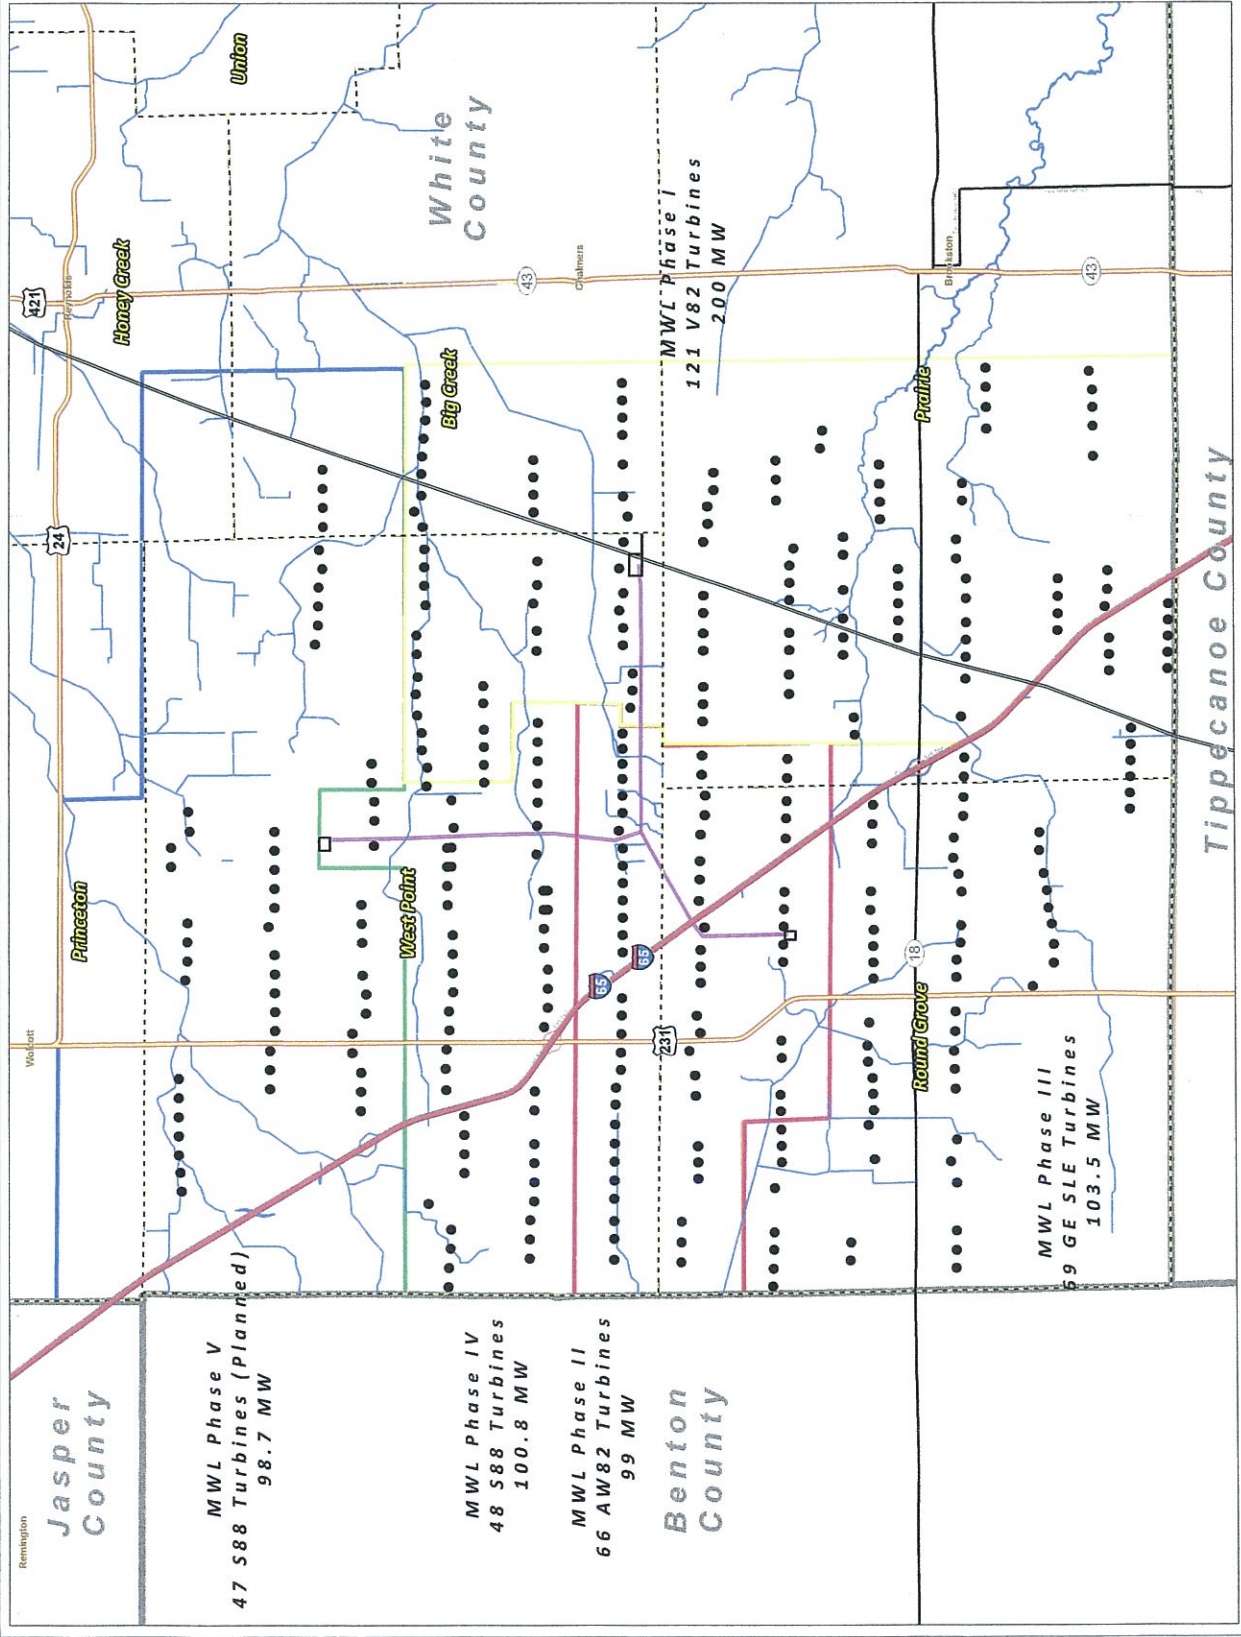 Remington
Jasper
County
Wolcott
Princeton
24
Reynolds
421
Honey Creek
Union
MWL Phase V
47 S88 Turbines (Planned)
98.7 MW
West Point
Big Creek
White
County
MWL Phase IV
48 S88 Turbines
100.8 MW
65
65
43
Chalmers
MWL Phase II
66 AW82 Turbines
99 MW
231
MWL Phase I
121 V82 Turbines
200 MW
Benton
County
Round Grove
18
Prairie
Brookston
43
MWL Phase III
69 GE SLE Turbines
103.5 MW
Tippecanoe County